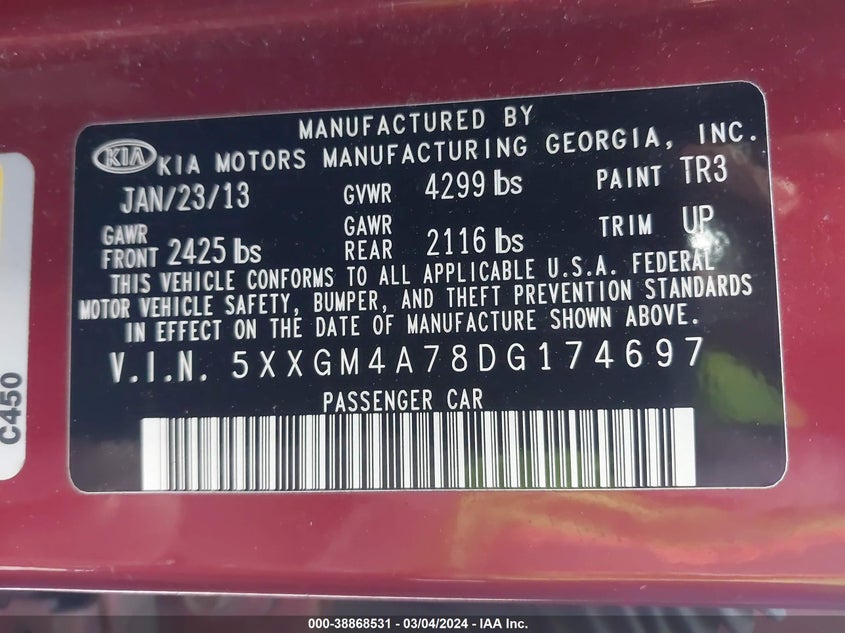 MANUFACTURED BY
KIA KIA MOTORS MANUFACTURING GEORGIA, INC.
JAN/23/13 GVWR 4299 lbs PAINT TR3
GAWR FRONT 2425 lbs GAWR REAR 2116 lbs TRIM UP
THIS VEHICLE CONFORMS TO ALL APPLICABLE U.S.A. FEDERAL
MOTOR VEHICLE SAFETY, BUMPER, AND THEFT PREVENTION STANDARDS
IN EFFECT ON THE DATE OF MANUFACTURE SHOWN ABOVE.
V.I.N. 5XXGM4A78DG174697
PASSENGER CAR
C450
000-38868531 - 03/04/2024 - IAA Inc.